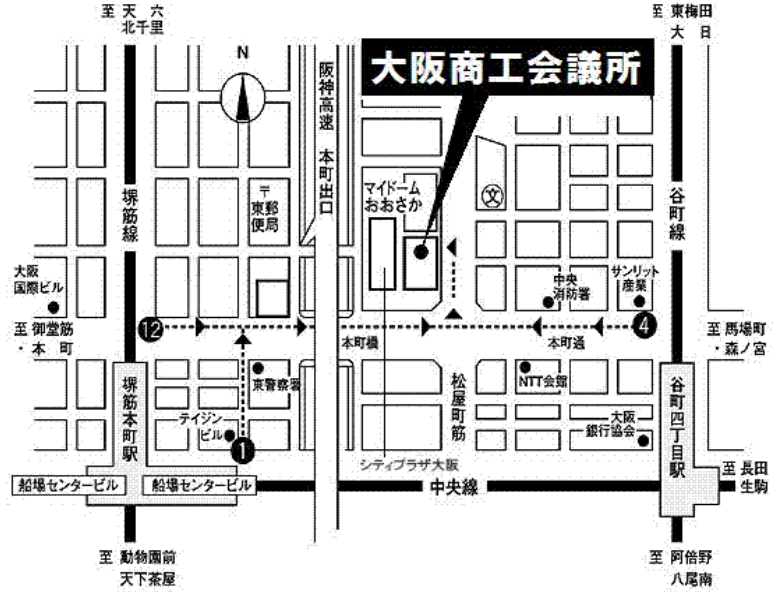 至 天 六
北千里
至 東梅田
大 日
N
阪神高速 本町出口
大阪商工会議所
堺筋線
谷町線
〒
東郵
便局
マイドーム
おおさか
文
大阪
国際ビル
中央
消防署
サンリット
産業
12
4
至 御堂筋
・本 町
本町橋
本町通
至 馬場町
・森ノ宮
東警察署
NTT会館
堺筋本町駅
松屋町筋
谷町四丁目駅
テイジン
ビル
1
大阪
銀行協会
シティプラザ大阪
船場センタービル
船場センタービル
中央線
至 長田
生駒
至 動物園前
天下茶屋
至 阿倍野
八尾南